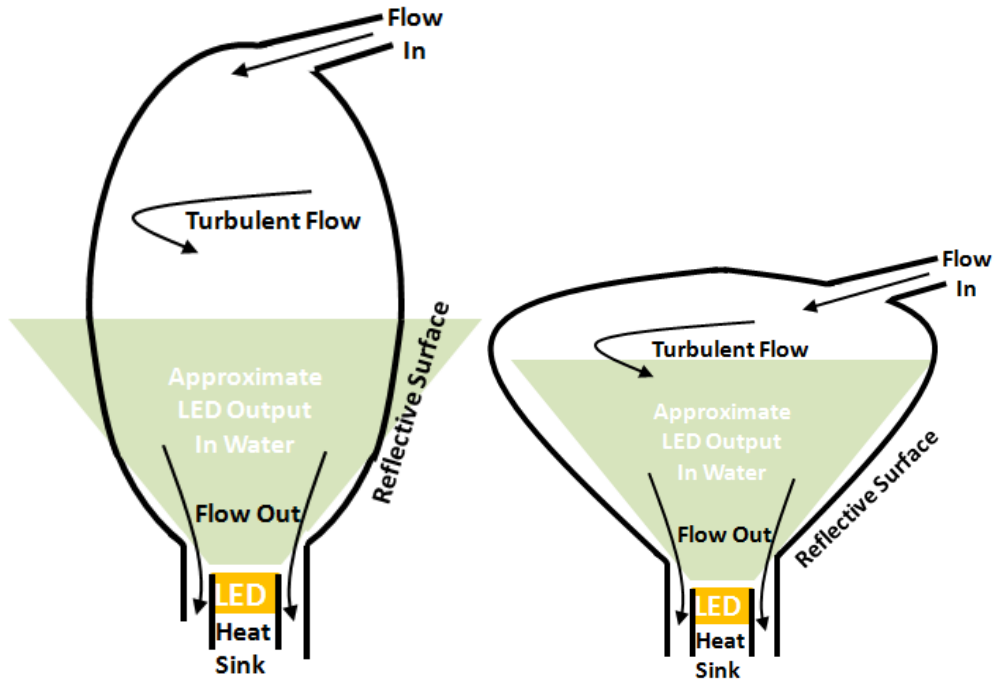 Flow
In
Turbulent Flow
Reflective Surface
Approximate
LED Output
In Water
Flow Out
LED
Heat
Sink
Flow
In
Turbulent Flow
Approximate
LED Output
In Water
Reflective Surface
Flow Out
LED
Heat
Sink